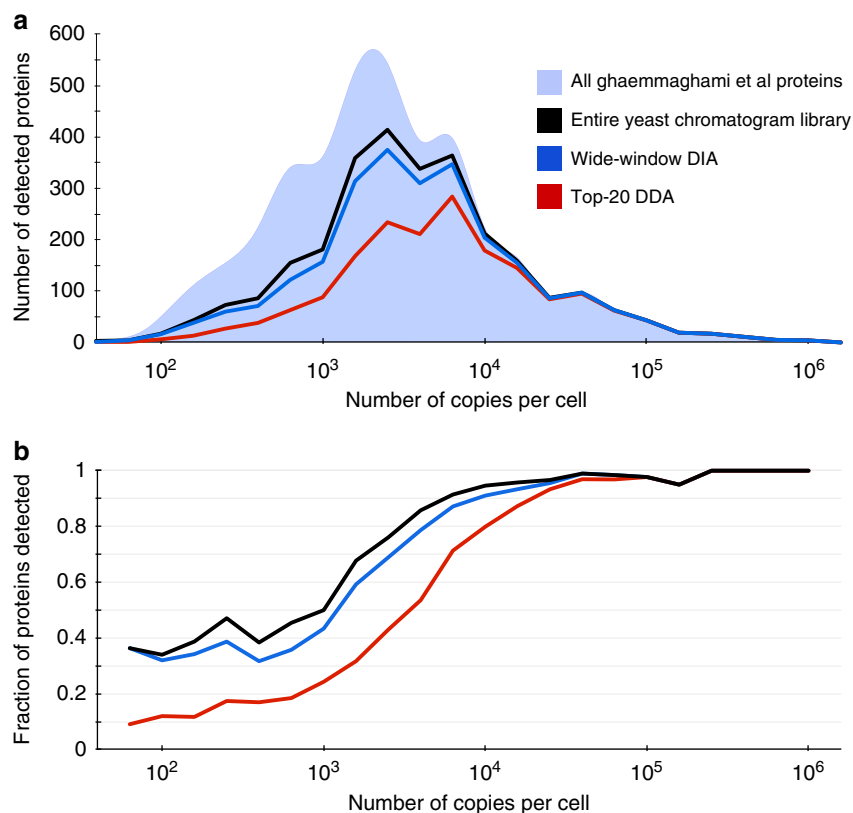 a
600
500
400
300
200
100
0
Number of detected proteins
10²
10³
10⁴
10⁵
10⁶
Number of copies per cell
All ghaemmaghami et al proteins
Entire yeast chromatogram library
Wide-window DIA
Top-20 DDA
b
1
0.8
0.6
0.4
0.2
0
Fraction of proteins detected
10²
10³
10⁴
10⁵
10⁶
Number of copies per cell